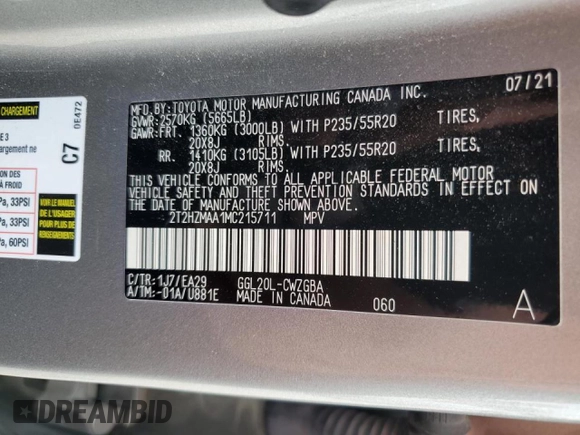 CHARGEMENT
0E472
E 3
argement ne
C7
À FROID
Pa, 33PSI
Pa, 33PSI
a, 60PSI
VOIR LE MANUEL
DE L'USAGER
POUR PLUS DE
RENSEIGNEMENTS
MFD. BY: TOYOTA MOTOR MANUFACTURING CANADA INC. 07/21
GVWR: 2570KG (5665LB)
GAWR: FRT. 1360KG (3000LB) WITH P235/55R20 TIRES,
20X8J RIMS.
RR. 1410KG (3105LB) WITH P235/55R20 TIRES,
20X8J RIMS.
THIS VEHICLE CONFORMS TO ALL APPLICABLE FEDERAL MOTOR
VEHICLE SAFETY AND THEFT PREVENTION STANDARDS IN EFFECT ON
THE DATE OF MANUFACTURE SHOWN ABOVE.
2T2HZMAA1MC215711 MPV
C/TR: 1J7/EA29 GGL20L-CWZGBA
A/TM: -01A/U881E MADE IN CANADA 060 A
DREAMBID